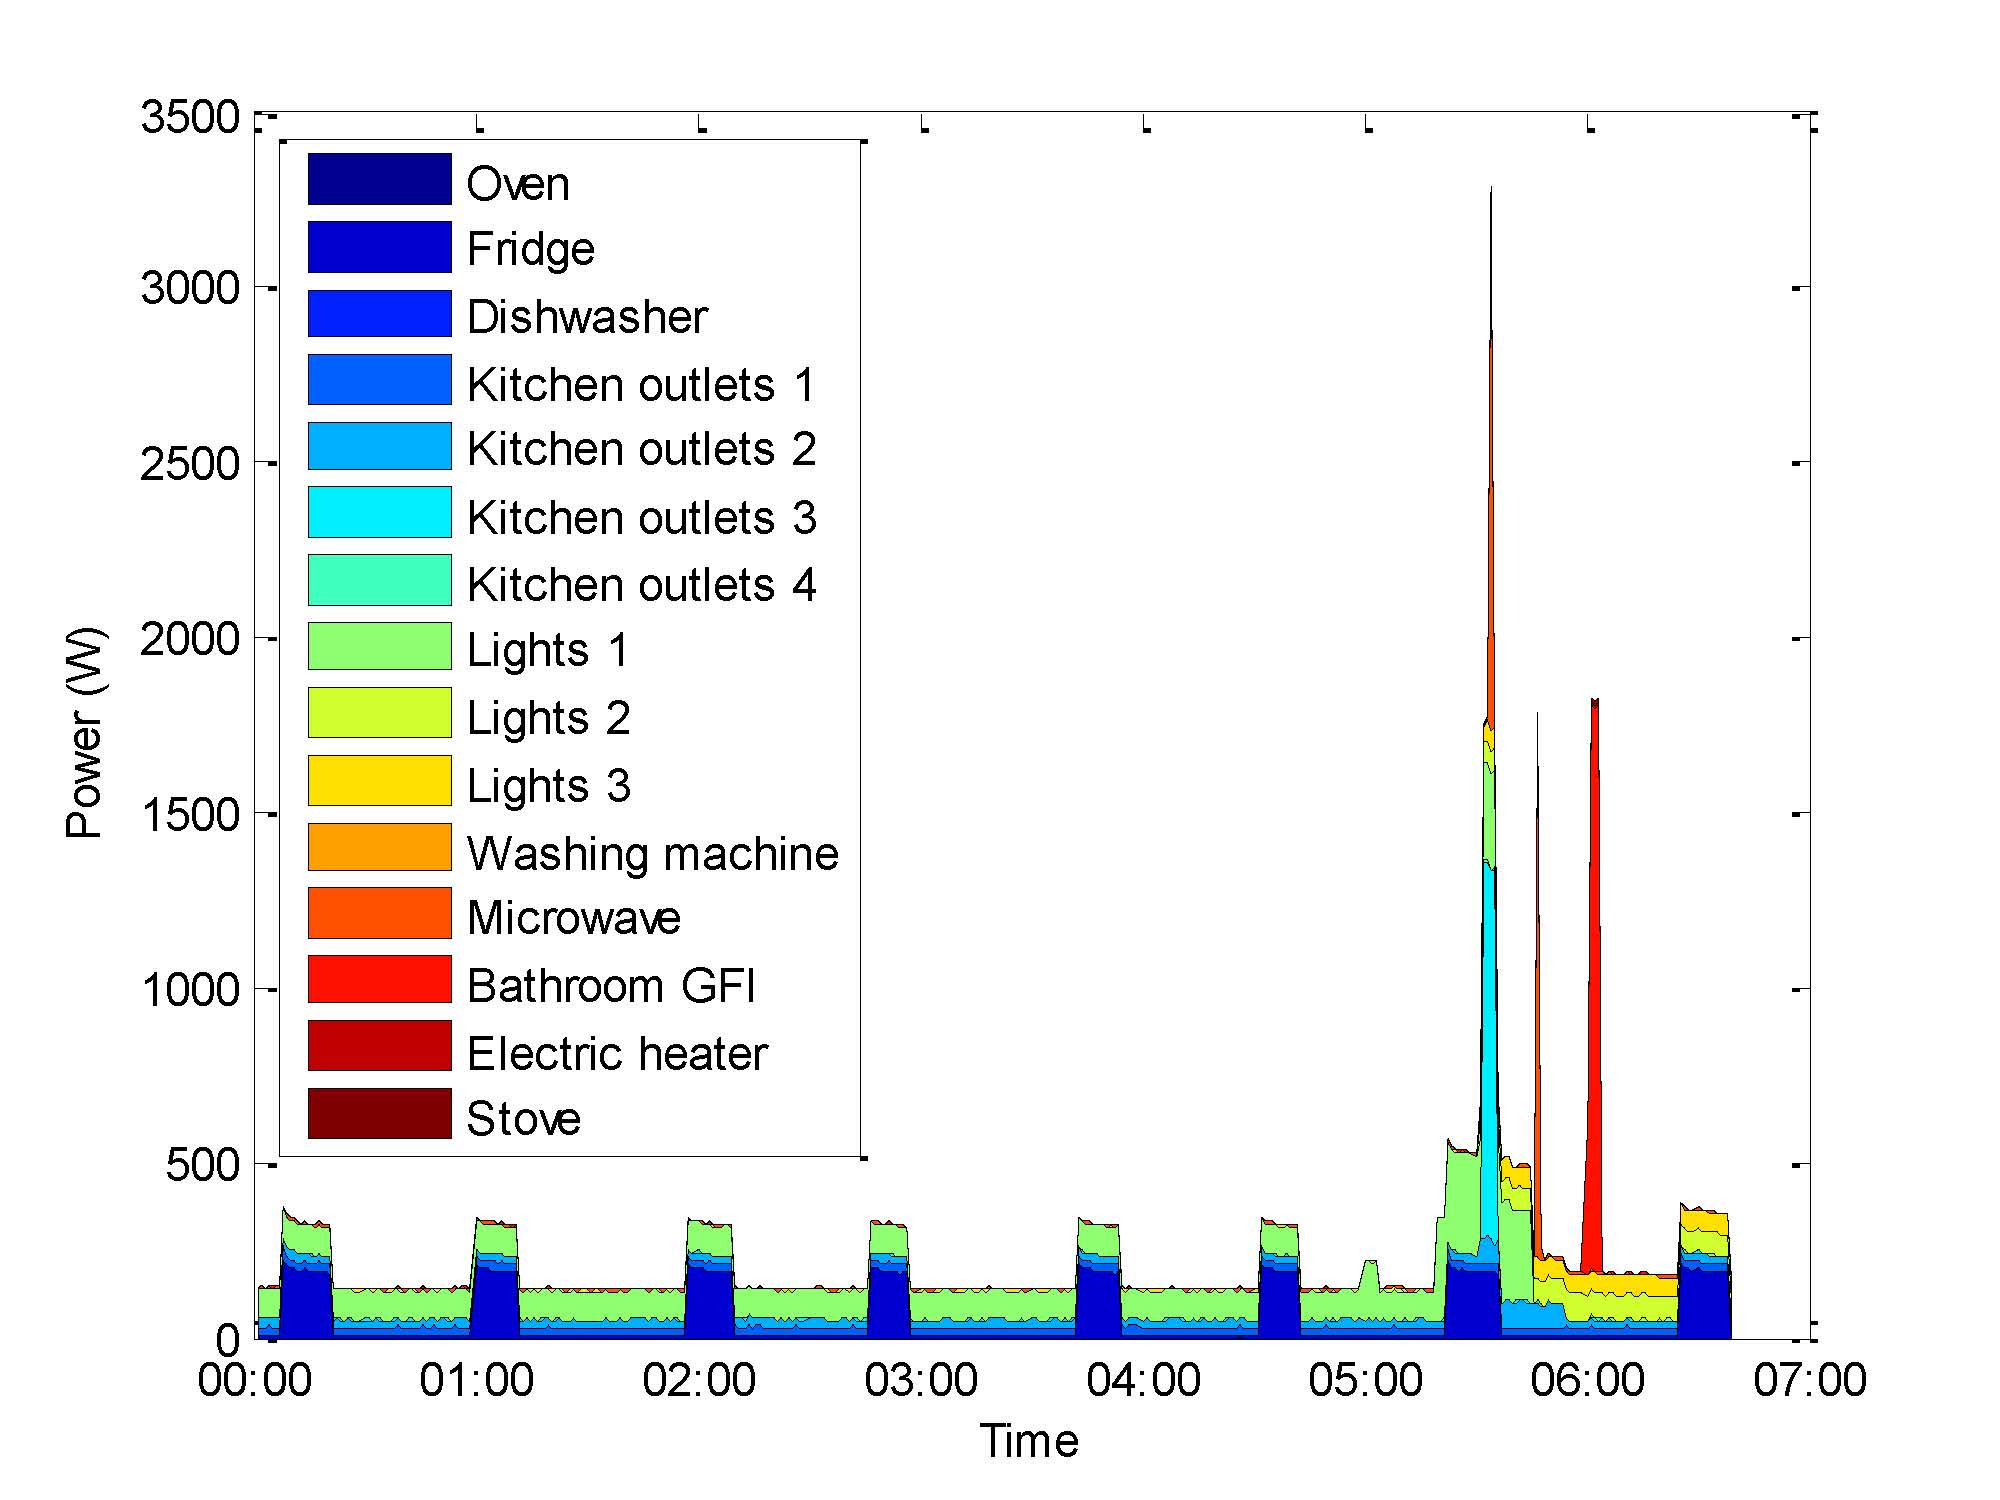 3500
3000
2500
2000
1500
1000
500
0
Power (W)
Oven
Fridge
Dishwasher
Kitchen outlets 1
Kitchen outlets 2
Kitchen outlets 3
Kitchen outlets 4
Lights 1
Lights 2
Lights 3
Washing machine
Microwave
Bathroom GFI
Electric heater
Stove
00:00 01:00 02:00 03:00 04:00 05:00 06:00 07:00
Time